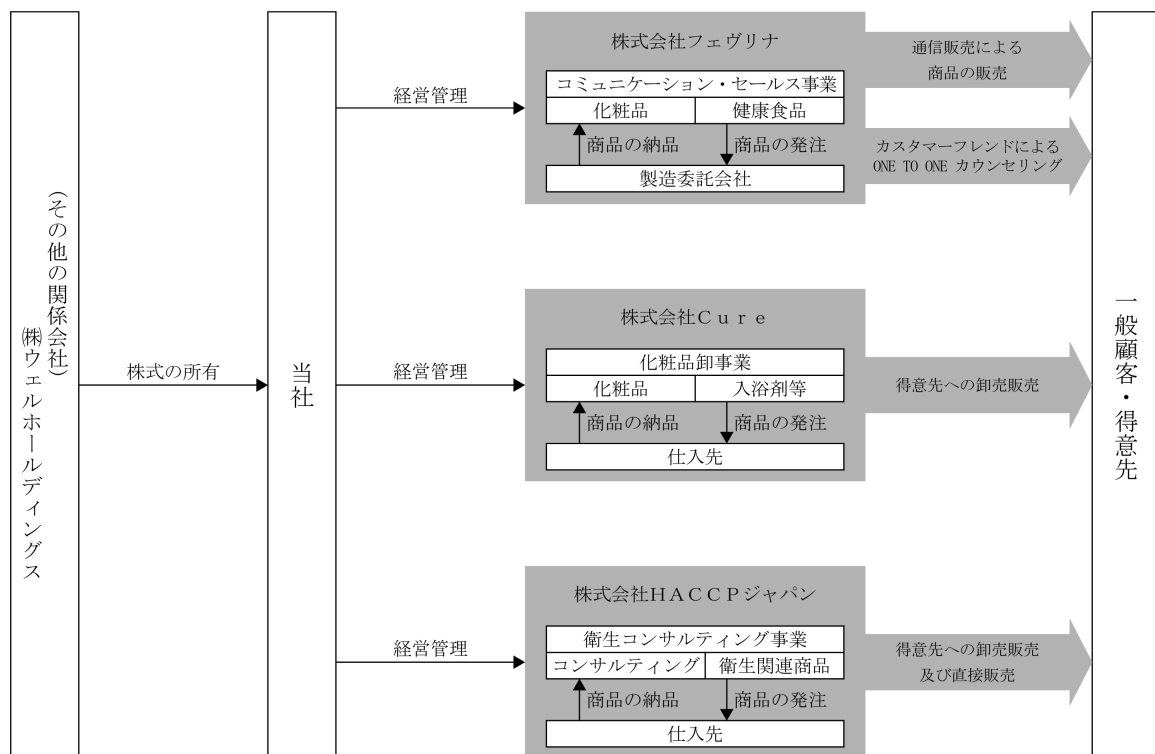 (その他の関係会社)
㈱ウェルホールディングス
株式の所有
当社
経営管理
株式会社フェヴリナ
コミュニケーション・セールス事業
化粧品
健康食品
商品の納品
商品の発注
製造委託会社
通信販売による
商品の販売
カスタマーフレンドによる
ONE TO ONE カウンセリング
経営管理
株式会社Cure
化粧品卸事業
化粧品
入浴剤等
商品の納品
商品の発注
仕入先
得意先への卸売販売
経営管理
株式会社HACCPジャパン
衛生コンサルティング事業
コンサルティング
衛生関連商品
商品の納品
商品の発注
仕入先
得意先への卸売販売
及び直接販売
一般顧客・得意先